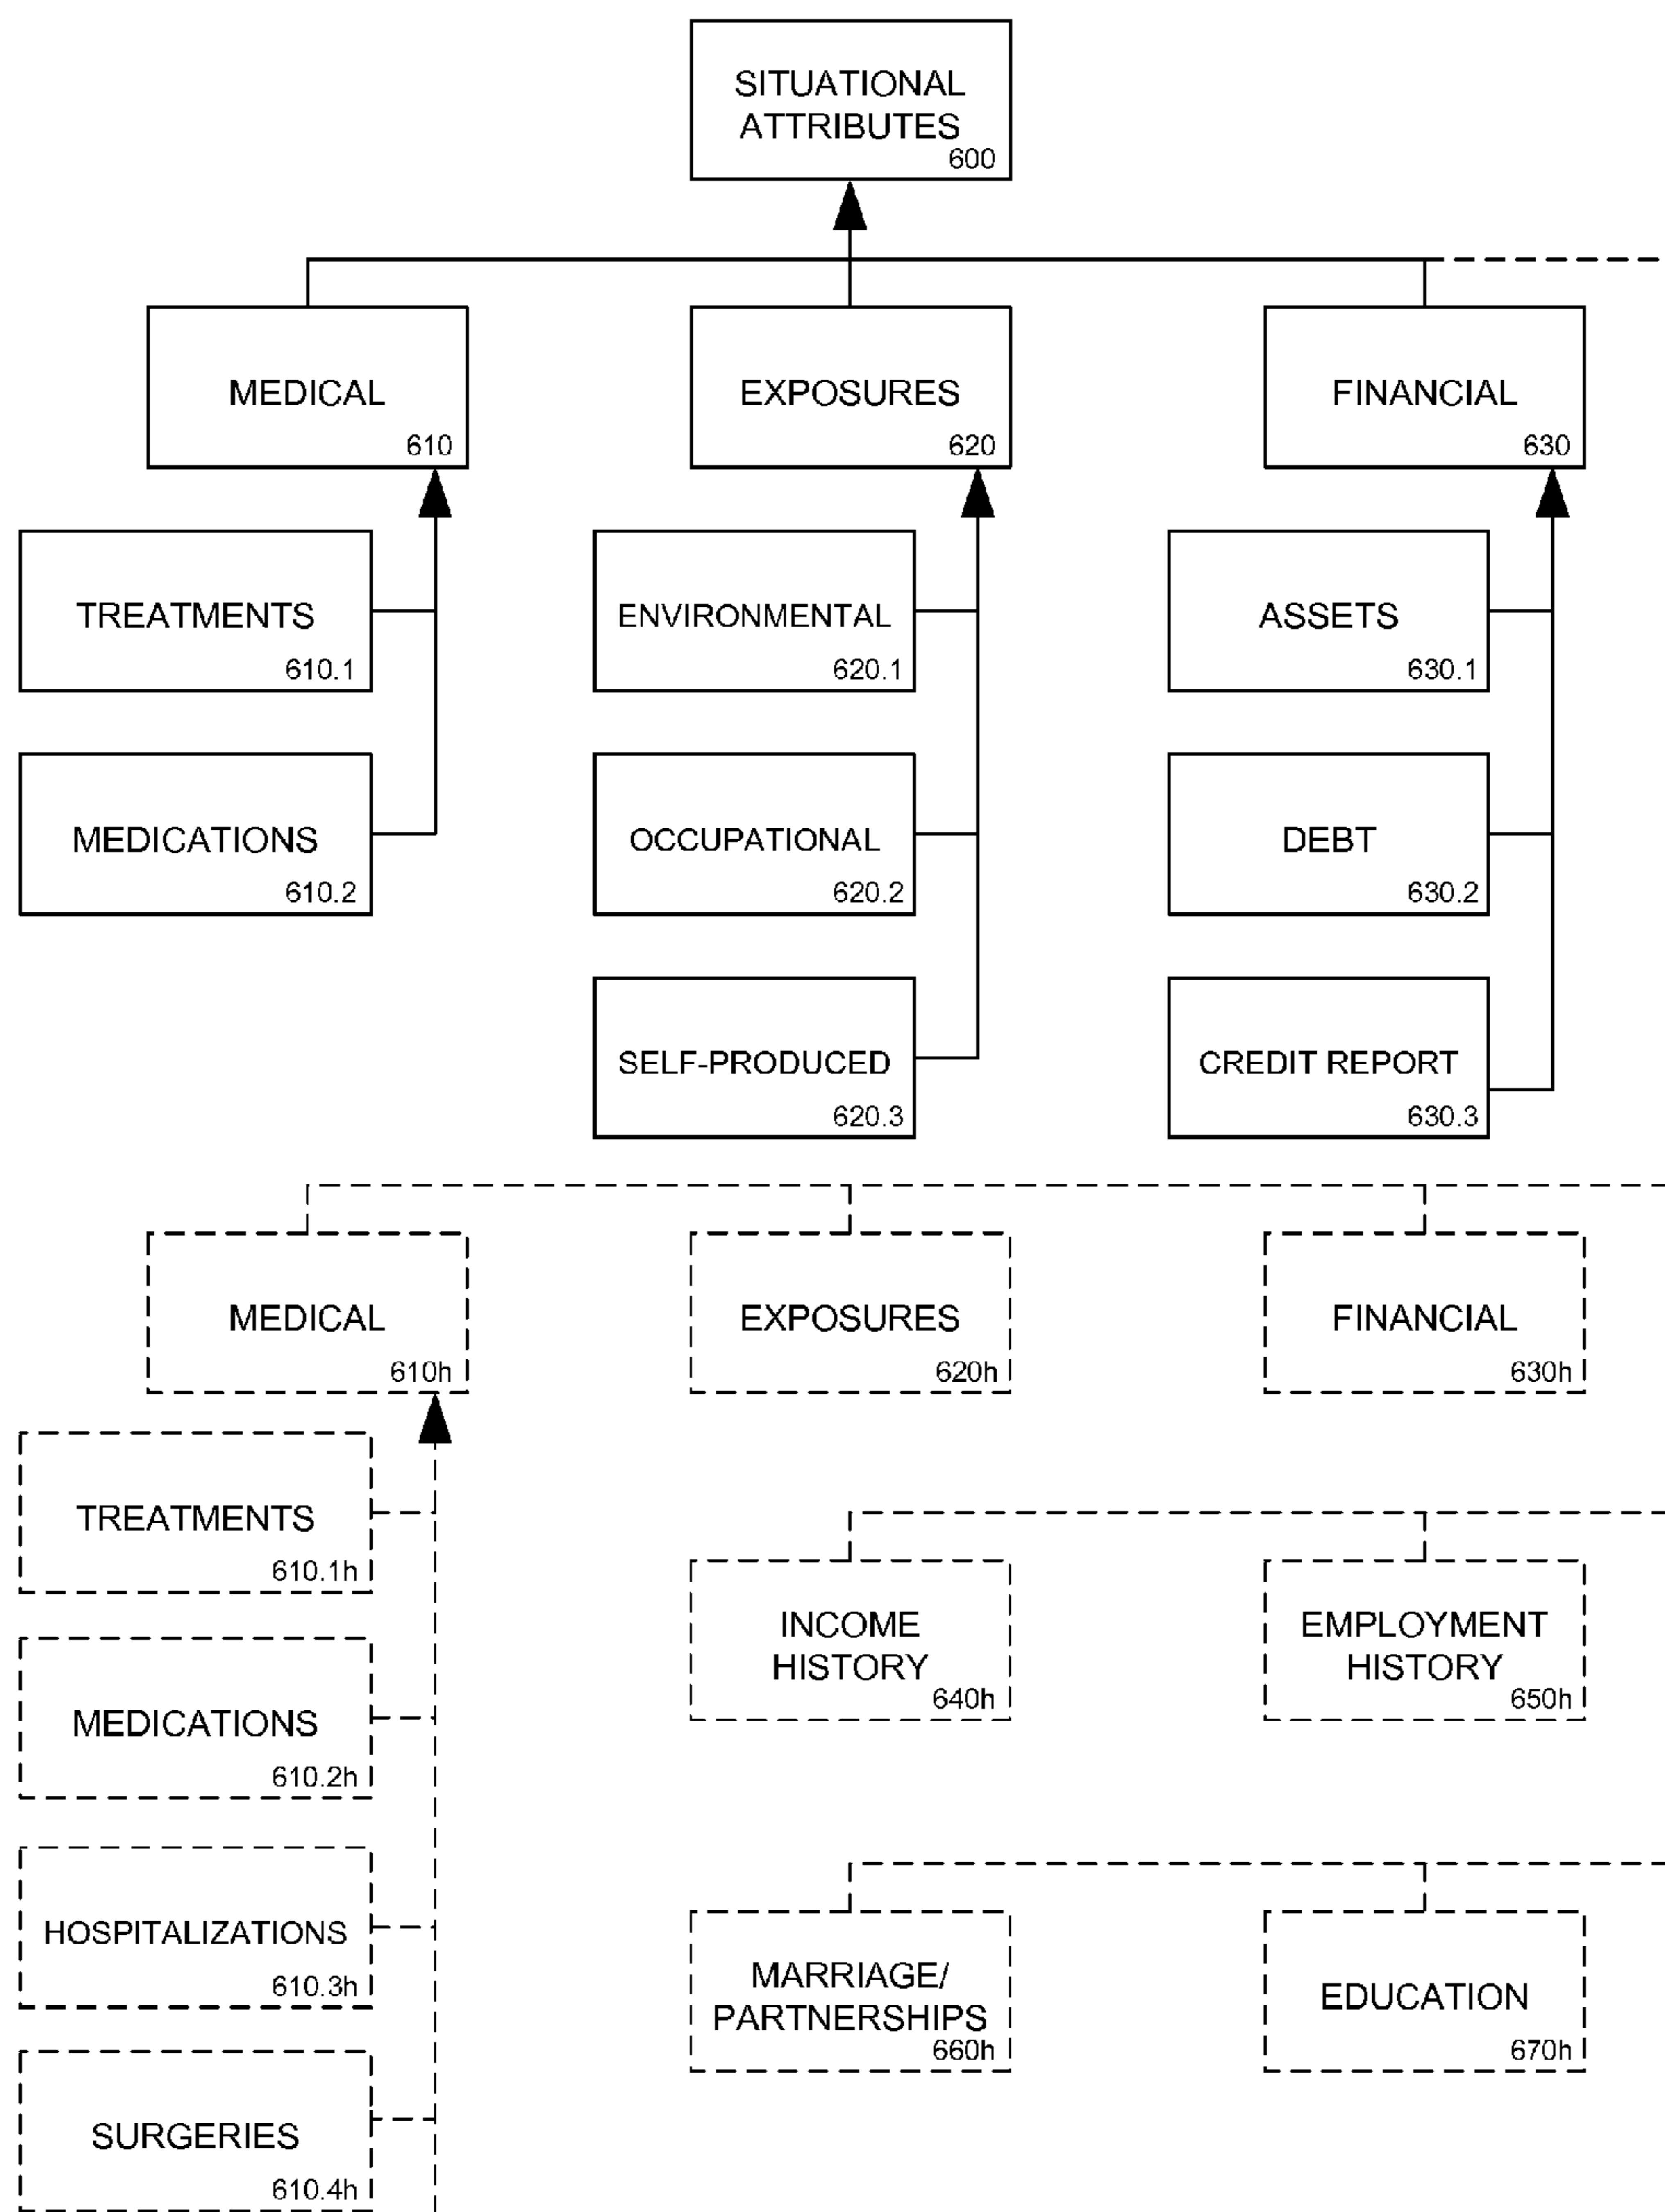 SITUATIONAL
ATTRIBUTES
600
MEDICAL
610
EXPOSURES
620
FINANCIAL
630
TREATMENTS
610.1
ENVIRONMENTAL
620.1
ASSETS
630.1
MEDICATIONS
610.2
OCCUPATIONAL
620.2
DEBT
630.2
SELF-PRODUCED
620.3
CREDIT REPORT
630.3
MEDICAL
610h
EXPOSURES
620h
FINANCIAL
630h
TREATMENTS
610.1h
INCOME
HISTORY
640h
EMPLOYMENT
HISTORY
650h
MEDICATIONS
610.2h
HOSPITALIZATIONS
610.3h
MARRIAGE/
PARTNERSHIPS
660h
EDUCATION
670h
SURGERIES
610.4h